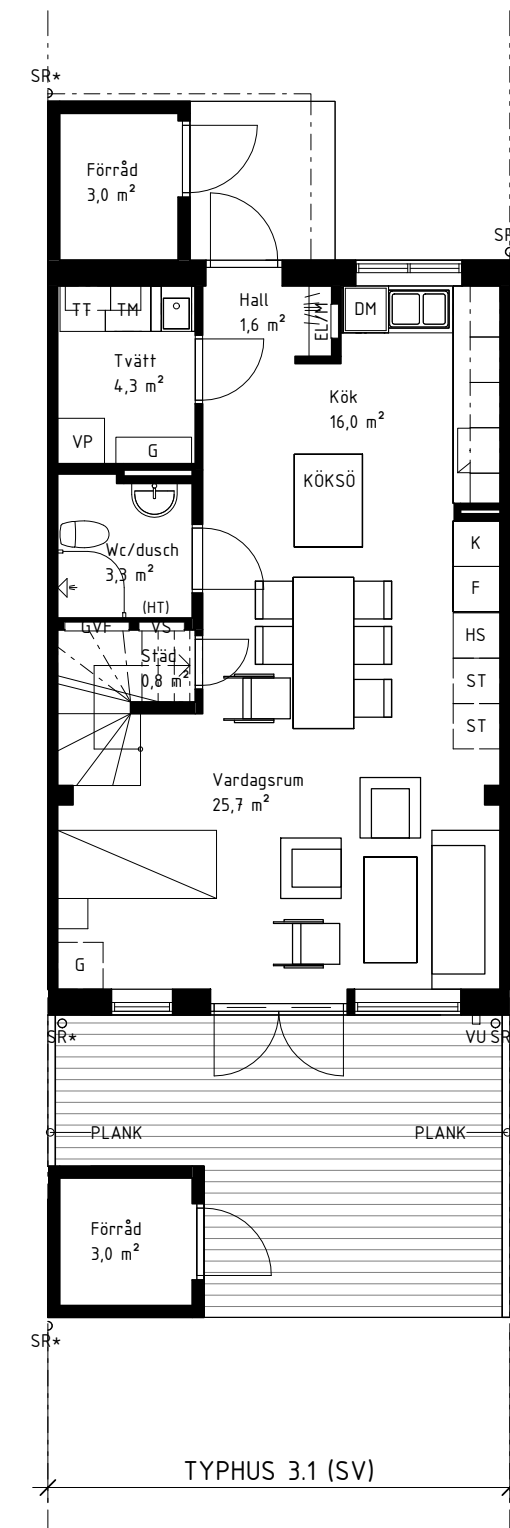 SR*
Förråd
3,0 m²
SR
Hall
1,6 m²
TT TM
EL/M
DM
Tvätt
4,3 m²
Kök
16,0 m²
VP
G
KÖKSÖ
Wc/dusch
3,3 m²
K
F
(HT)
GVF VS
HS
Städ
0,8 m²
ST
ST
Vardagsrum
25,7 m²
G
SR*
VU SR
PLANK
PLANK
Förråd
3,0 m²
SR*
TYPHUS 3.1 (SV)